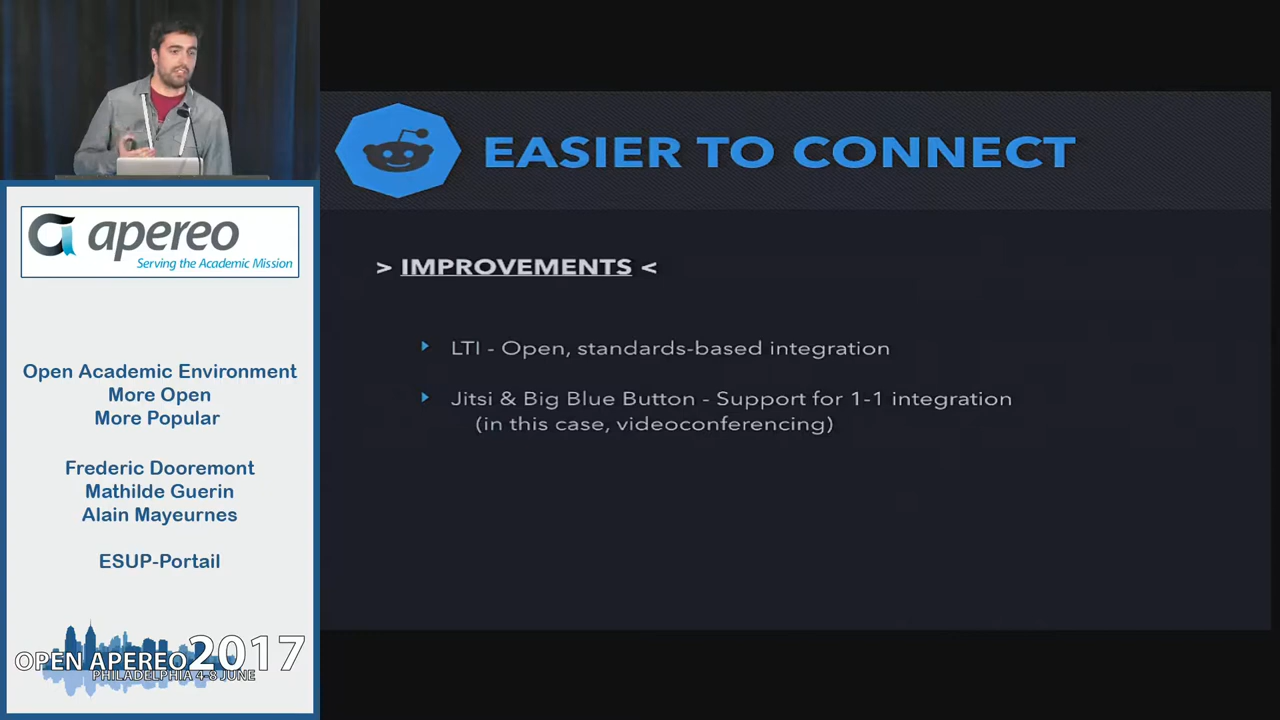 apereo
Serving the Academic Mission
Open Academic Environment
More Open
More Popular
Frederic Dooremont
Mathilde Guerin
Alain Mayeurnes
ESUP-Portail
OPEN APEREO 2017
PHILADELPHIA 4-8 JUNE
EASIER TO CONNECT
> IMPROVEMENTS <
LTI - Open, standards-based integration
Jitsi & Big Blue Button - Support for 1-1 integration
(in this case, videoconferencing)